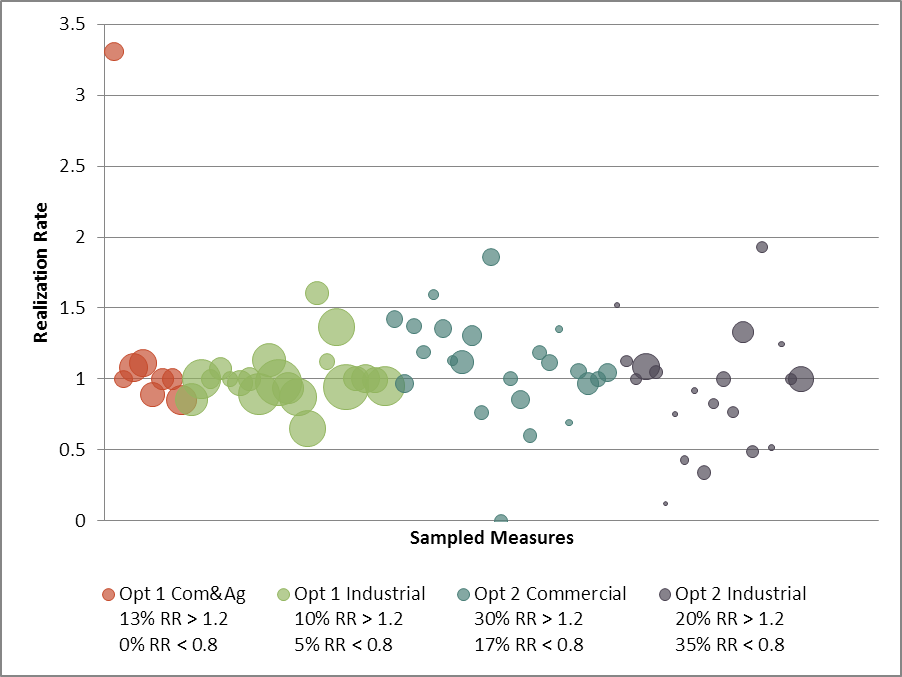 3.5
3
2.5
2
1.5
1
0.5
0
Realization Rate
Sampled Measures
Opt 1 Com&Ag Opt 1 Industrial Opt 2 Commercial Opt 2 Industrial
13% RR > 1.2 10% RR > 1.2 30% RR > 1.2 20% RR > 1.2
0% RR < 0.8 5% RR < 0.8 17% RR < 0.8 35% RR < 0.8